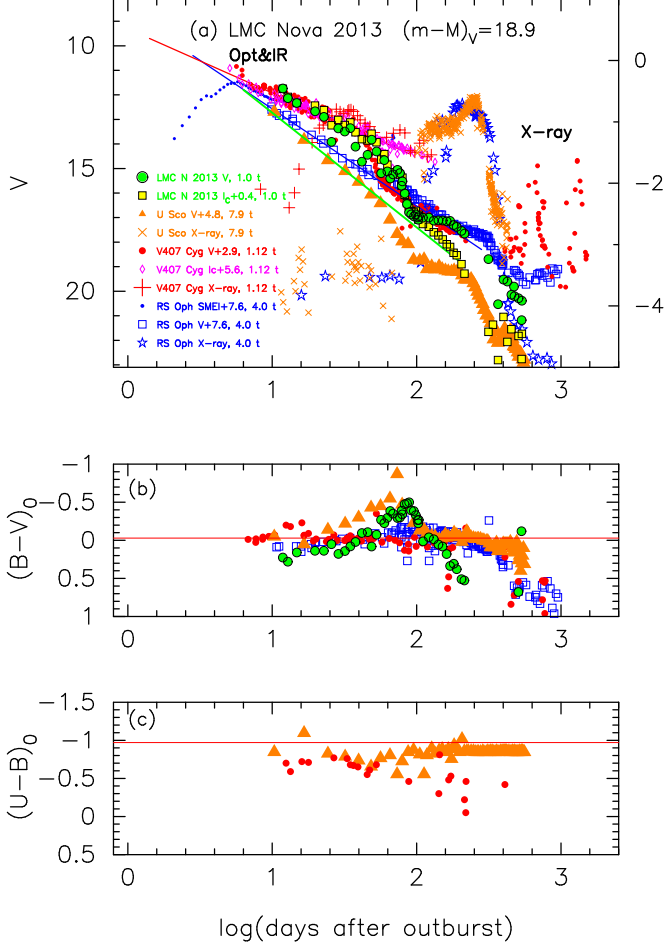 (a) LMC Nova 2013 (m−M)V=18.9
Opt&IR
X−ray
10
15
20
V
0
−2
−4
LMC N 2013 V, 1.0 t
LMC N 2013 IC+0.4, 1.0 t
U Sco V+4.8, 7.9 t
U Sco X−ray, 7.9 t
V407 Cyg V+2.9, 1.12 t
V407 Cyg Ic+5.6, 1.12 t
V407 Cyg X−ray, 1.12 t
RS Oph SMEI+7.6, 4.0 t
RS Oph V+7.6, 4.0 t
RS Oph X−ray, 4.0 t
0 1 2 3
(b)
−1
−0.5
0
0.5
1
(B−V)0
0 1 2 3
(c)
−1.5
−1
−0.5
0
0.5
(U−B)0
0 1 2 3
log(days after outburst)